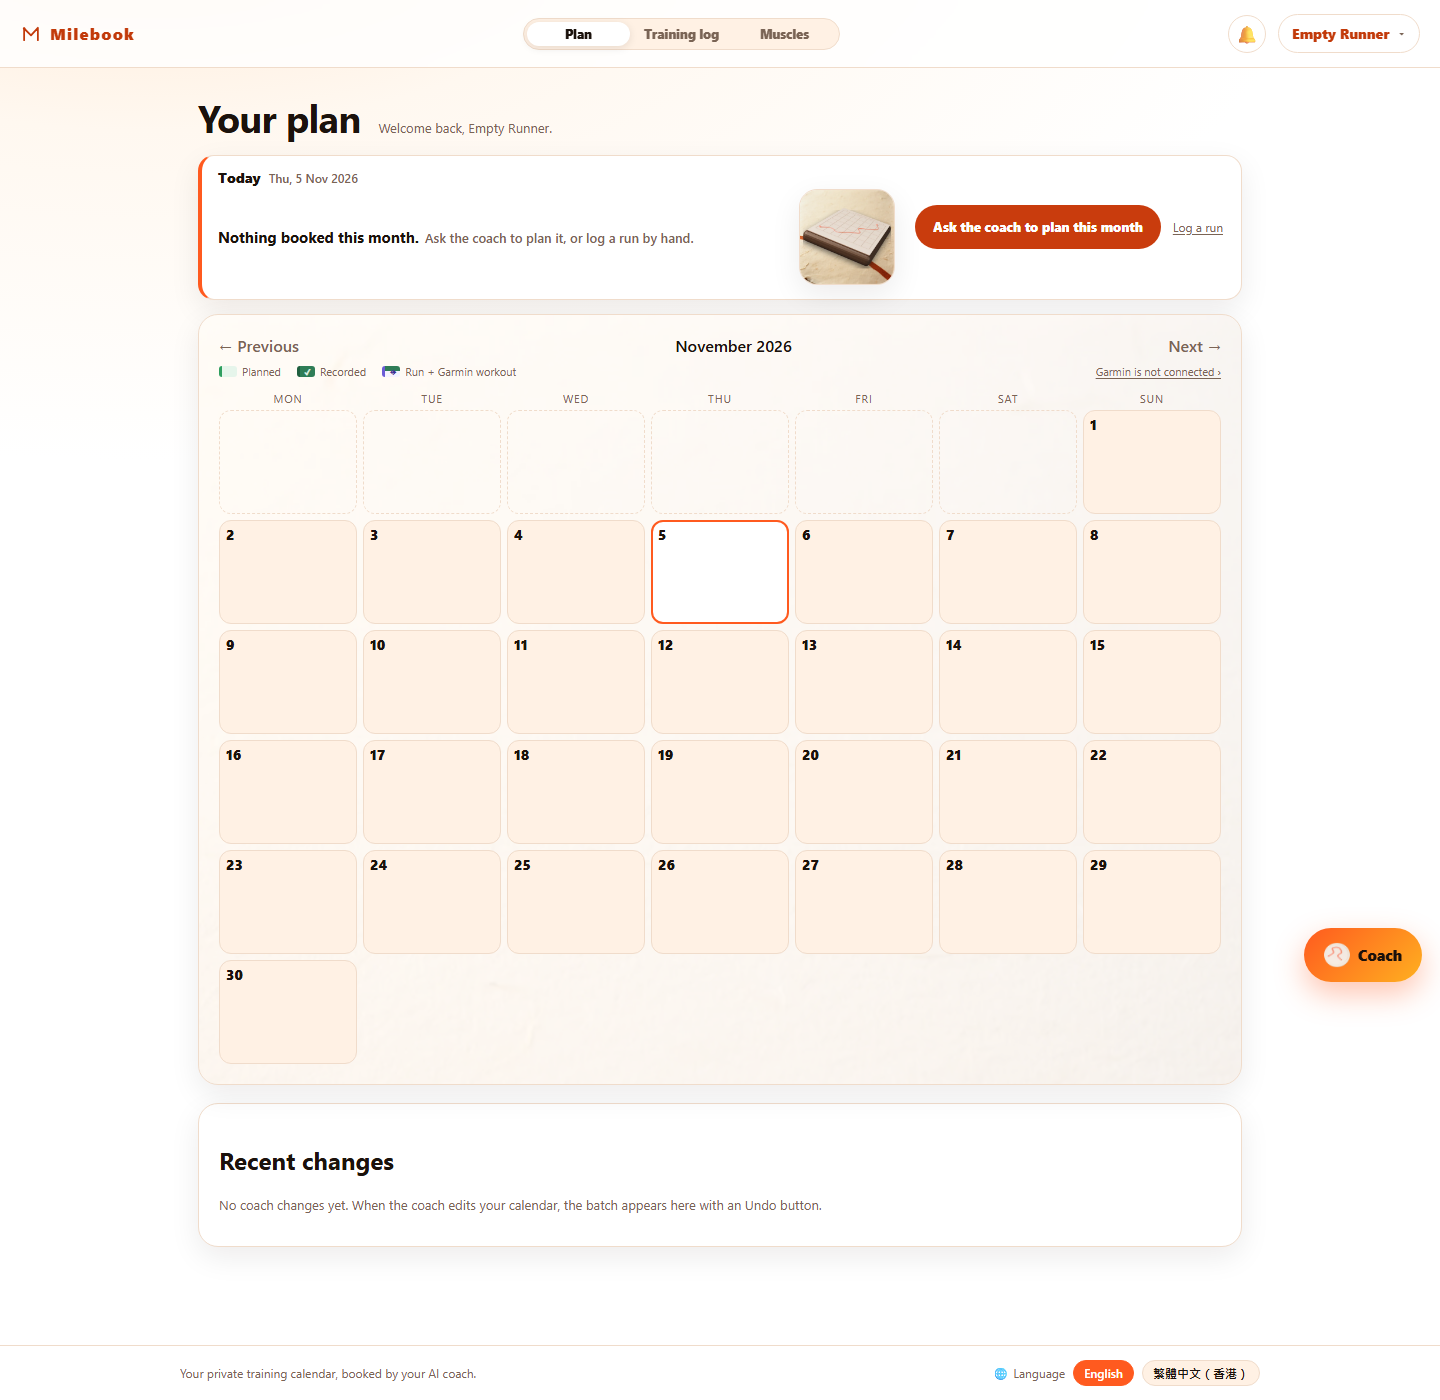 Milebook
Plan
Training log
Muscles
Empty Runner
Your plan
Welcome back, Empty Runner.
Today Thu, 5 Nov 2026
Nothing booked this month. Ask the coach to plan it, or log a run by hand.
Ask the coach to plan this month
Log a run
← Previous
November 2026
Next →
Planned
Recorded
Run + Garmin workout
Garmin is not connected ›
MON TUE WED THU FRI SAT SUN
1
2 3 4 5 6 7 8
9 10 11 12 13 14 15
16 17 18 19 20 21 22
23 24 25 26 27 28 29
30
Coach
Recent changes
No coach changes yet. When the coach edits your calendar, the batch appears here with an Undo button.
Your private training calendar, booked by your AI coach.
Language
English
繁體中文（香港）